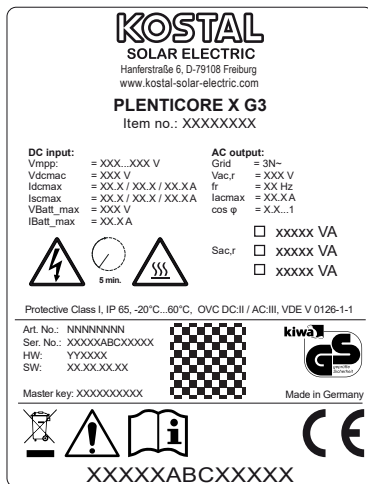 KOSTAL
SOLAR ELECTRIC
Hanferstraße 6, D-79108 Freiburg
www.kostal-solar-electric.com
PLENTICORE X G3
Item no.: XXXXXXXX
DC input:
Vmpp: = XXX...XXX V
Vdcmac = XXX V
Idcmax = XX.X / XX.X / XX.X A
Iscmax = XX.X / XX.X / XX.X A
VBatt_max = XXX V
IBatt_max = XX.X A
AC output:
Grid = 3N~
Vac,r = XXX V
fr = XX Hz
Iacmax = XX.X A
cos φ = X.X...1
xxxxx VA
Sac,r xxxxx VA
xxxxx VA
5 min.
Protective Class I, IP 65, -20°C...60°C, OVC DC:II / AC:III, VDE V 0126-1-1
Art. No.: NNNNNNNN
Ser. No.: XXXXXABCXXXXX
HW: YYXXXX
SW: XX.XX.XX.XX
Master key: XXXXXXXXXX
kiwa
GS
geprüfte
Sicherheit
Made in Germany
i
CE
XXXXXABCXXXXX